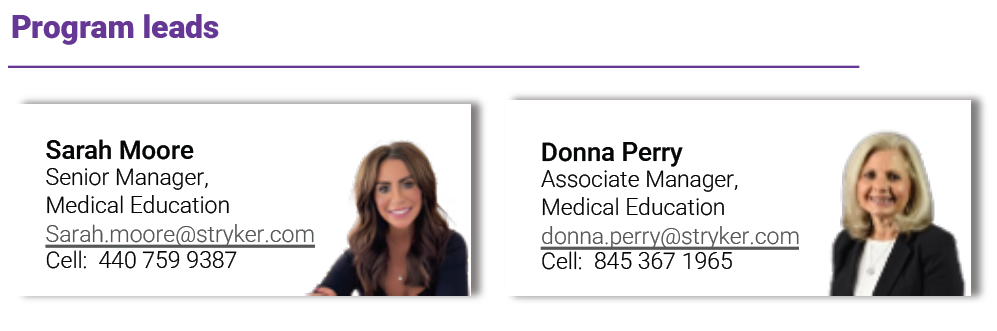 Program leads
Sarah Moore
Senior Manager,
Medical Education
Sarah.moore@stryker.com
Cell:  440 759 9387
Donna Perry
Associate Manager,
Medical Education
donna.perry@stryker.com
Cell:  845 367 1965